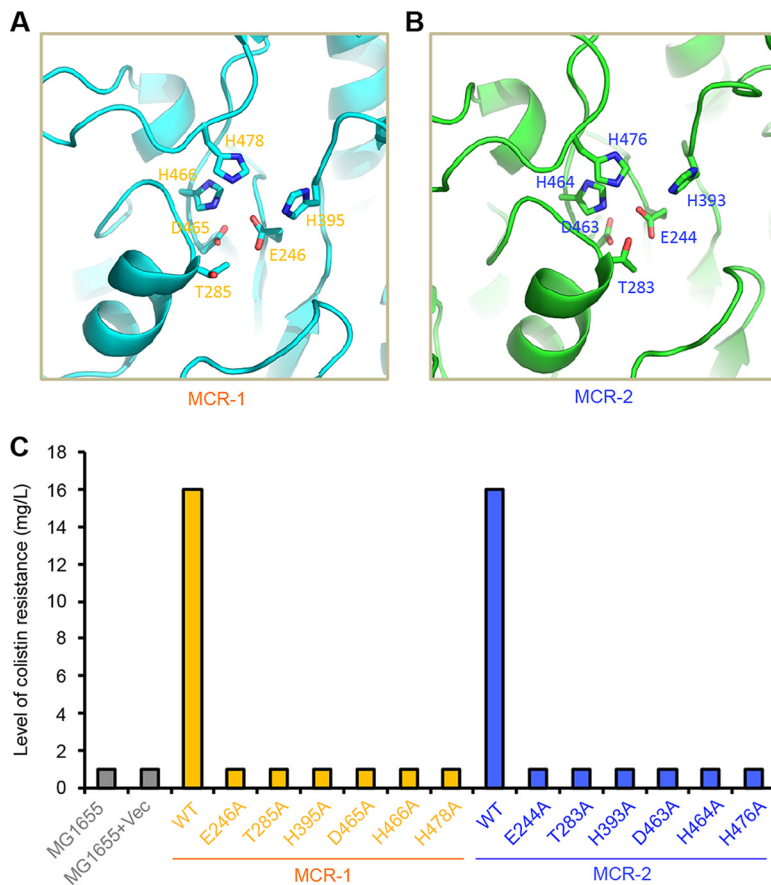 A
H478
H466
D465
H395
E246
T285
MCR-1
B
H476
H464
H393
D463
E244
T283
MCR-2
C
Level of colistin resistance (mg/L)
18
16
14
12
10
8
6
4
2
0
MG1655
MG1655+Vec
WT
E246A
T285A
H395A
D465A
H466A
H478A
WT
E244A
T283A
H393A
D463A
H464A
H476A
MCR-1
MCR-2